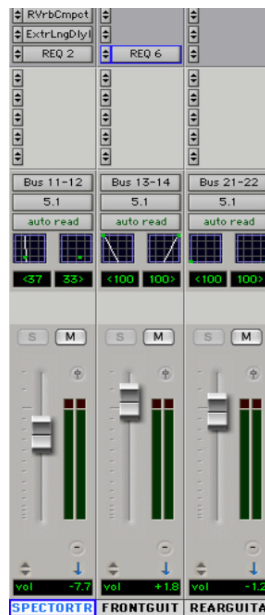 RVrbCmpct
ExtrLngDlyl
REQ 2 REQ 6
Bus 11-12 Bus 13-14 Bus 21-22
5.1 5.1 5.1
auto read auto read auto read
<37 33> <100 100> <100 100>
S M S M S M
vol -7.7 vol +1.8 vol -1.2
SPECTORTR FRONTGUIT REARGUITA